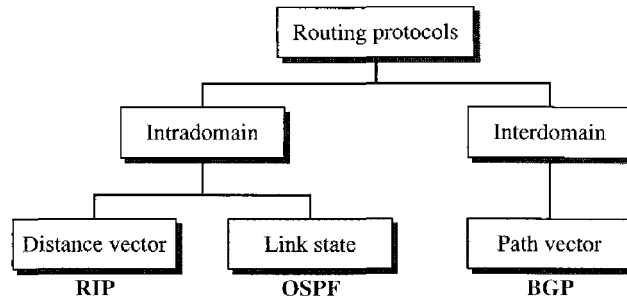 Routing protocols
Intradomain
Interdomain
Distance vector
Link state
Path vector
RIP
OSPF
BGP